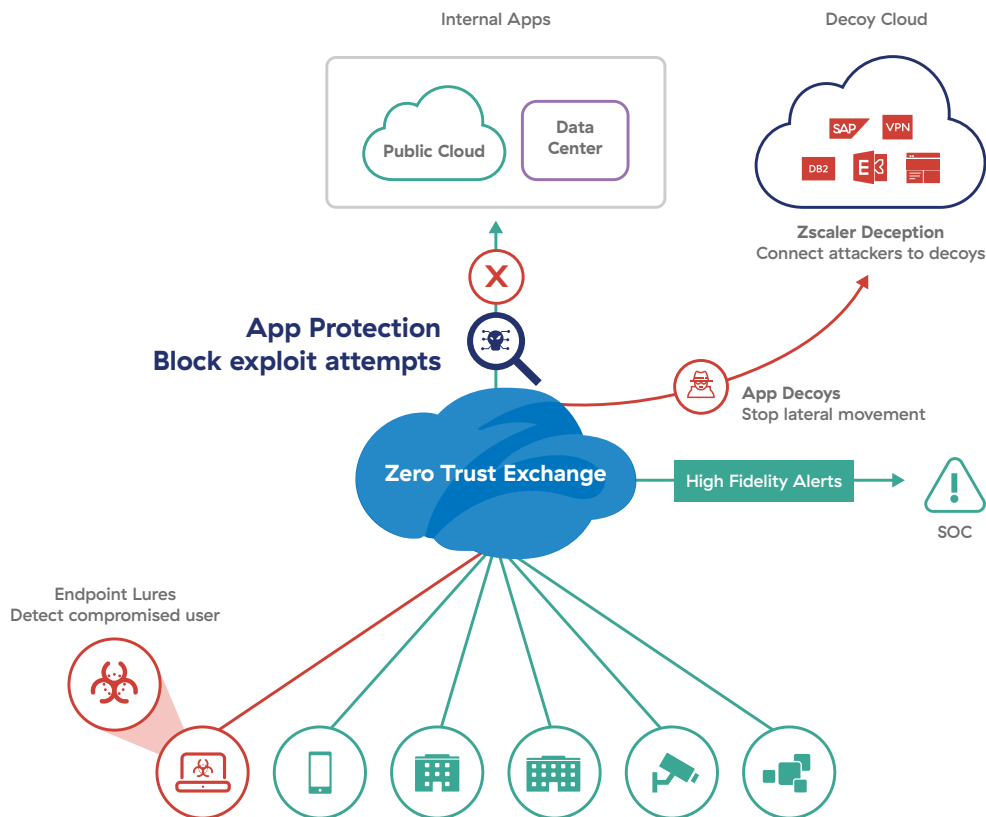 Internal Apps
Decoy Cloud
Public Cloud
Data
Center
SAP
VPN
DB2
E
Zscaler Deception
Connect attackers to decoys
X
App Protection
Block exploit attempts
App Decoys
Stop lateral movement
Zero Trust Exchange
High Fidelity Alerts
SOC
Endpoint Lures
Detect compromised user